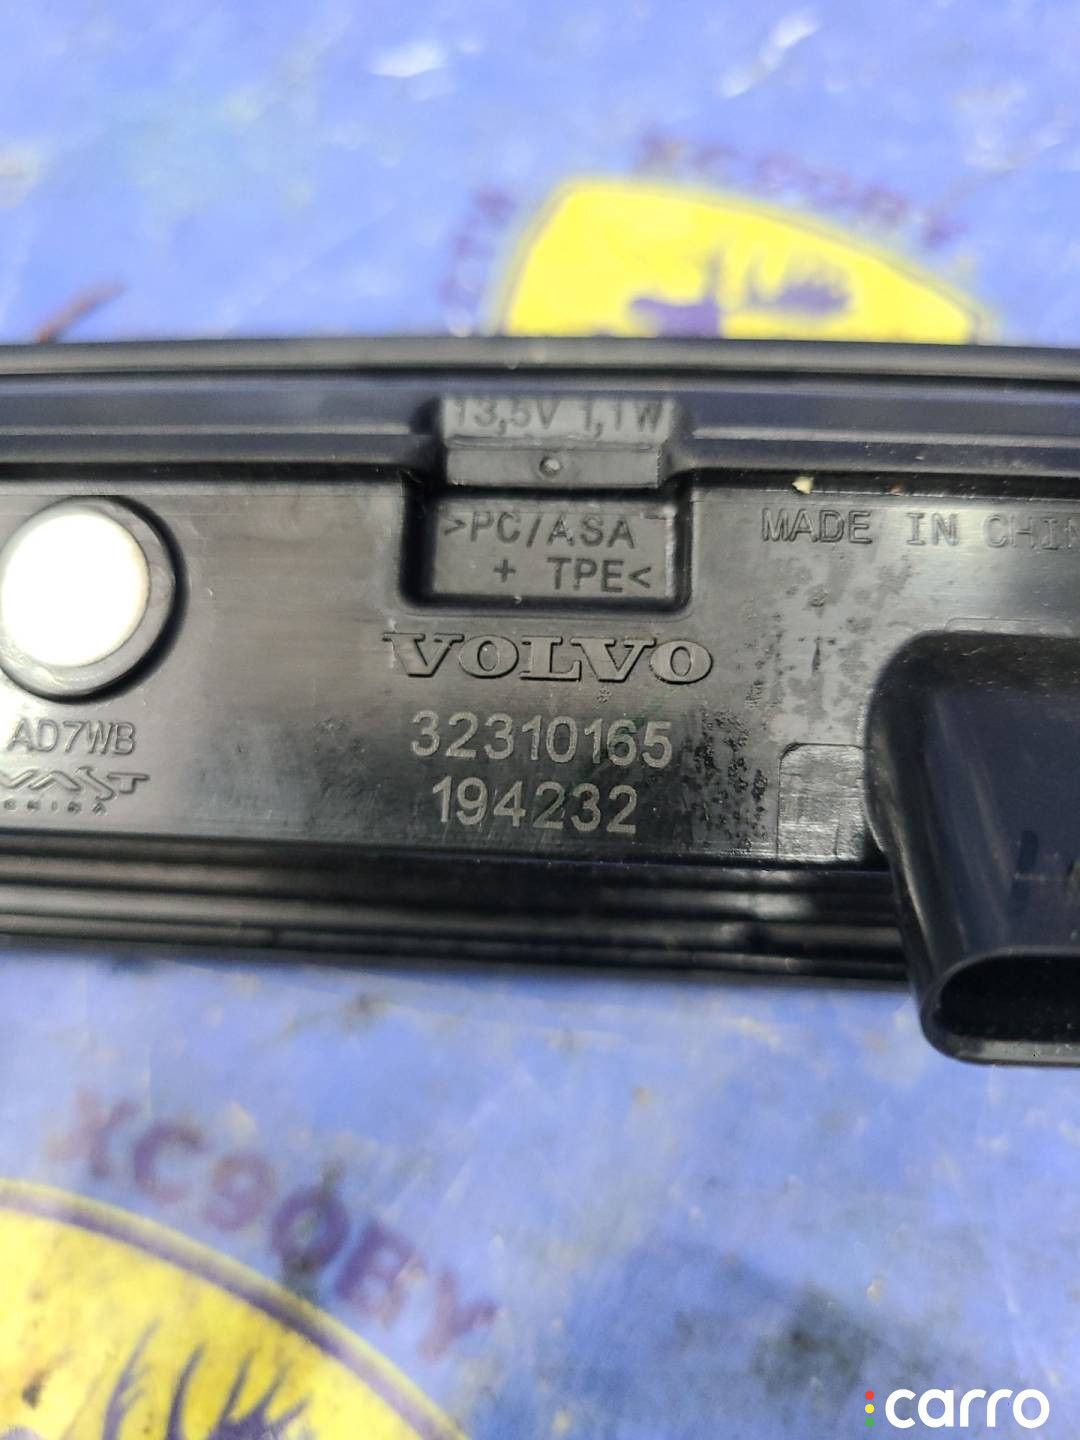 13,5V 1,1W
>PC/ASA
+ TPE<
MADE IN CHIN
VOLVO
32310165
194232
AD7WB
XC90BY
carro